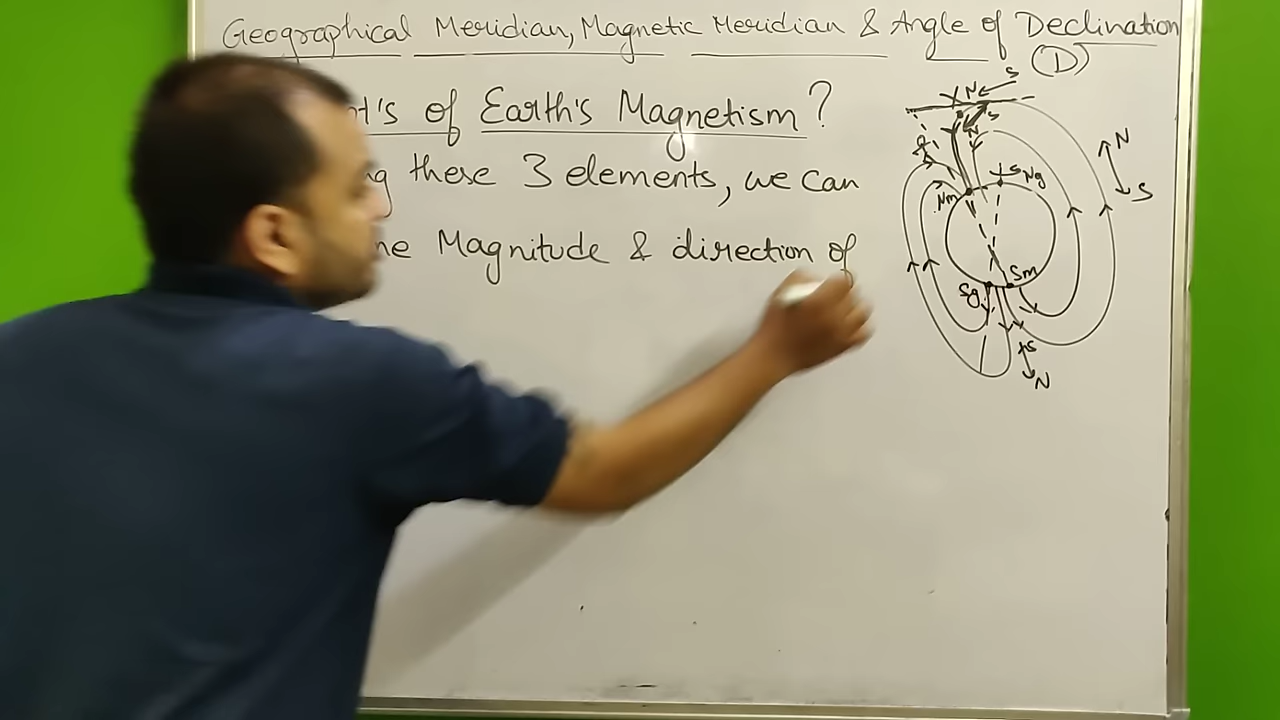 Geographical Meridian, Magnetic Meridian & Angle of Declination
(D)
t's of Earth's Magnetism?
g these 3 elements, we can
ne Magnitude & direction of
S
N
S
N
N
S
S
Ng
Nm
Sm
Sg
S
N